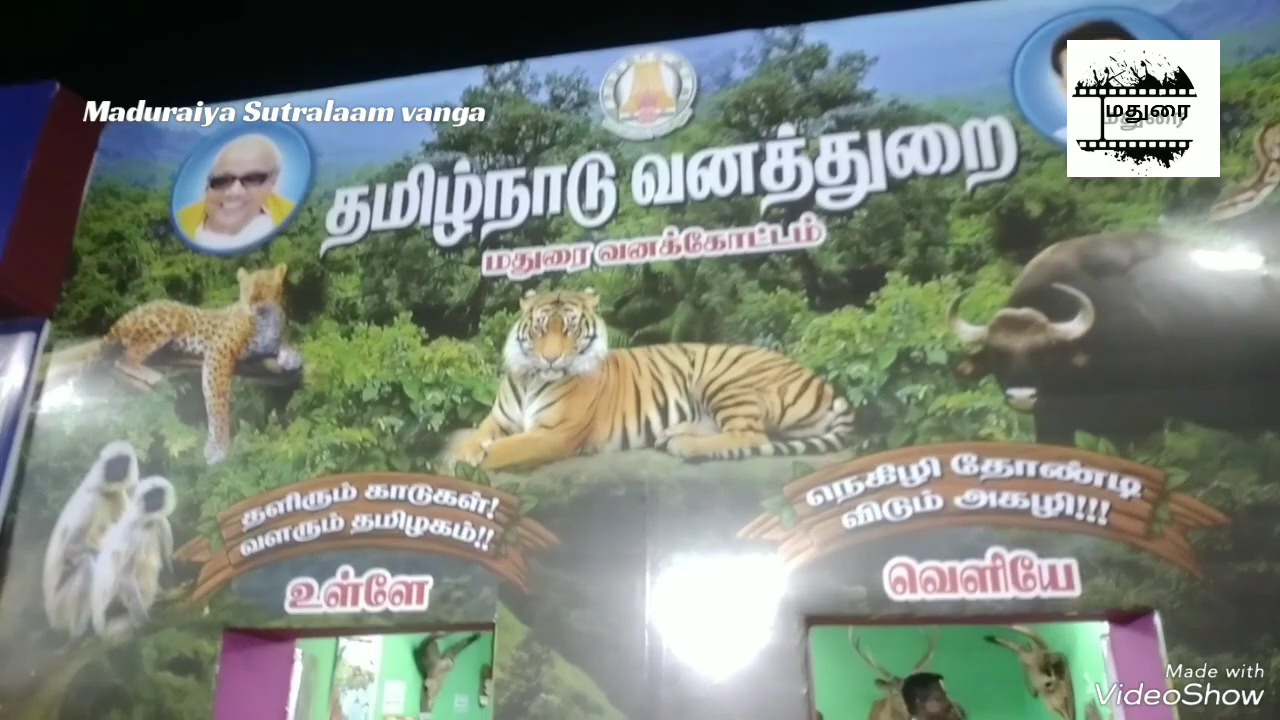 Maduraiya Sutralaam vanga
மதுரை
தமிழ்நாடு வனத்துறை
மதுரை வனக்கோட்டம்
தளிரும் காடுகள்!
வளரும் தமிழகம்!!
நெகிழி தோண்டி
விடும் அகழி!!!
உள்ளே
வெளியே
Made with
VideoShow